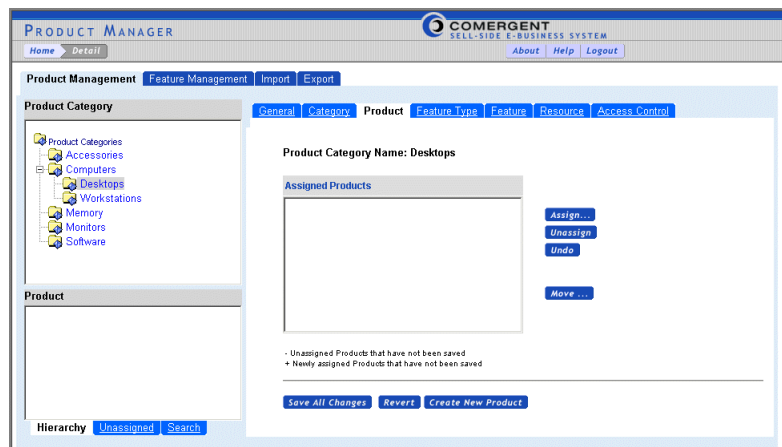 PRODUCT MANAGER
COMERGENT
SELL-SIDE E-BUSINESS SYSTEM
Home Detail
About Help Logout
Product Management Feature Management Import Export
Product Category
General Category Product Feature Type Feature Resource Access Control
Product Categories
Accessories
Computers
Desktops
Workstations
Memory
Monitors
Software
Product Category Name: Desktops
Assigned Products
Assign...
Unassign
Undo
Move ...
Product
- Unassigned Products that have not been saved
+ Newly assigned Products that have not been saved
Save All Changes Revert Create New Product
Hierarchy Unassigned Search